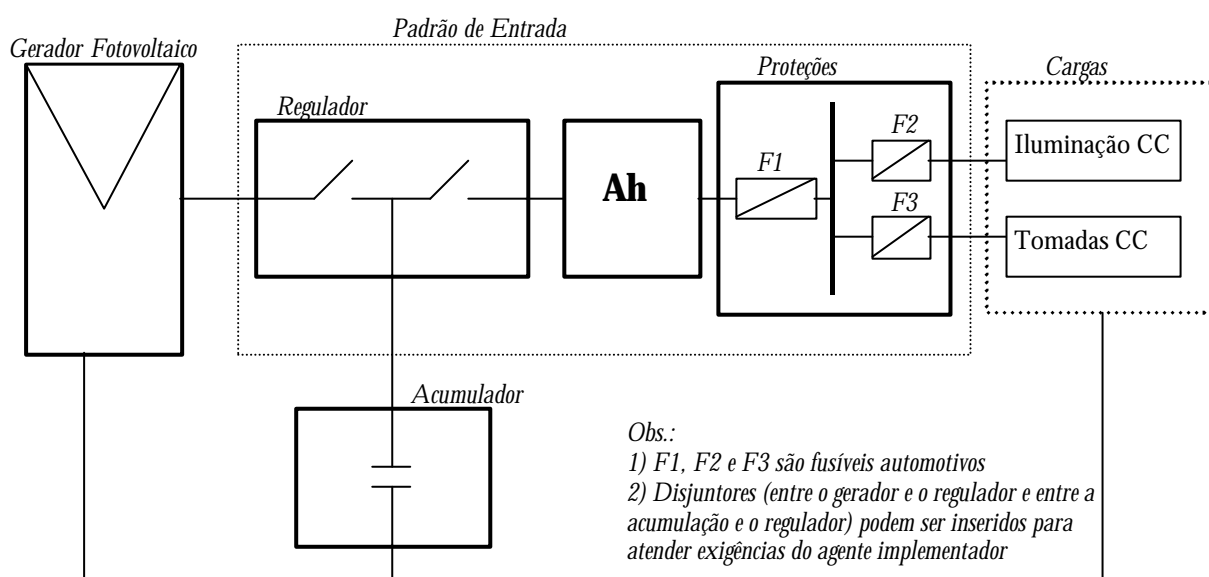 Padrão de Entrada
Gerador Fotovoltaico
Proteções
Cargas
Regulador
F2
Iluminação CC
F1
Ah
F3
Tomadas CC
Acumulador
Obs.:
1) F1, F2 e F3 são fusíveis automotivos
2) Disjuntores (entre o gerador e o regulador e entre a
acumulação e o regulador) podem ser inseridos para
atender exigências do agente implementador